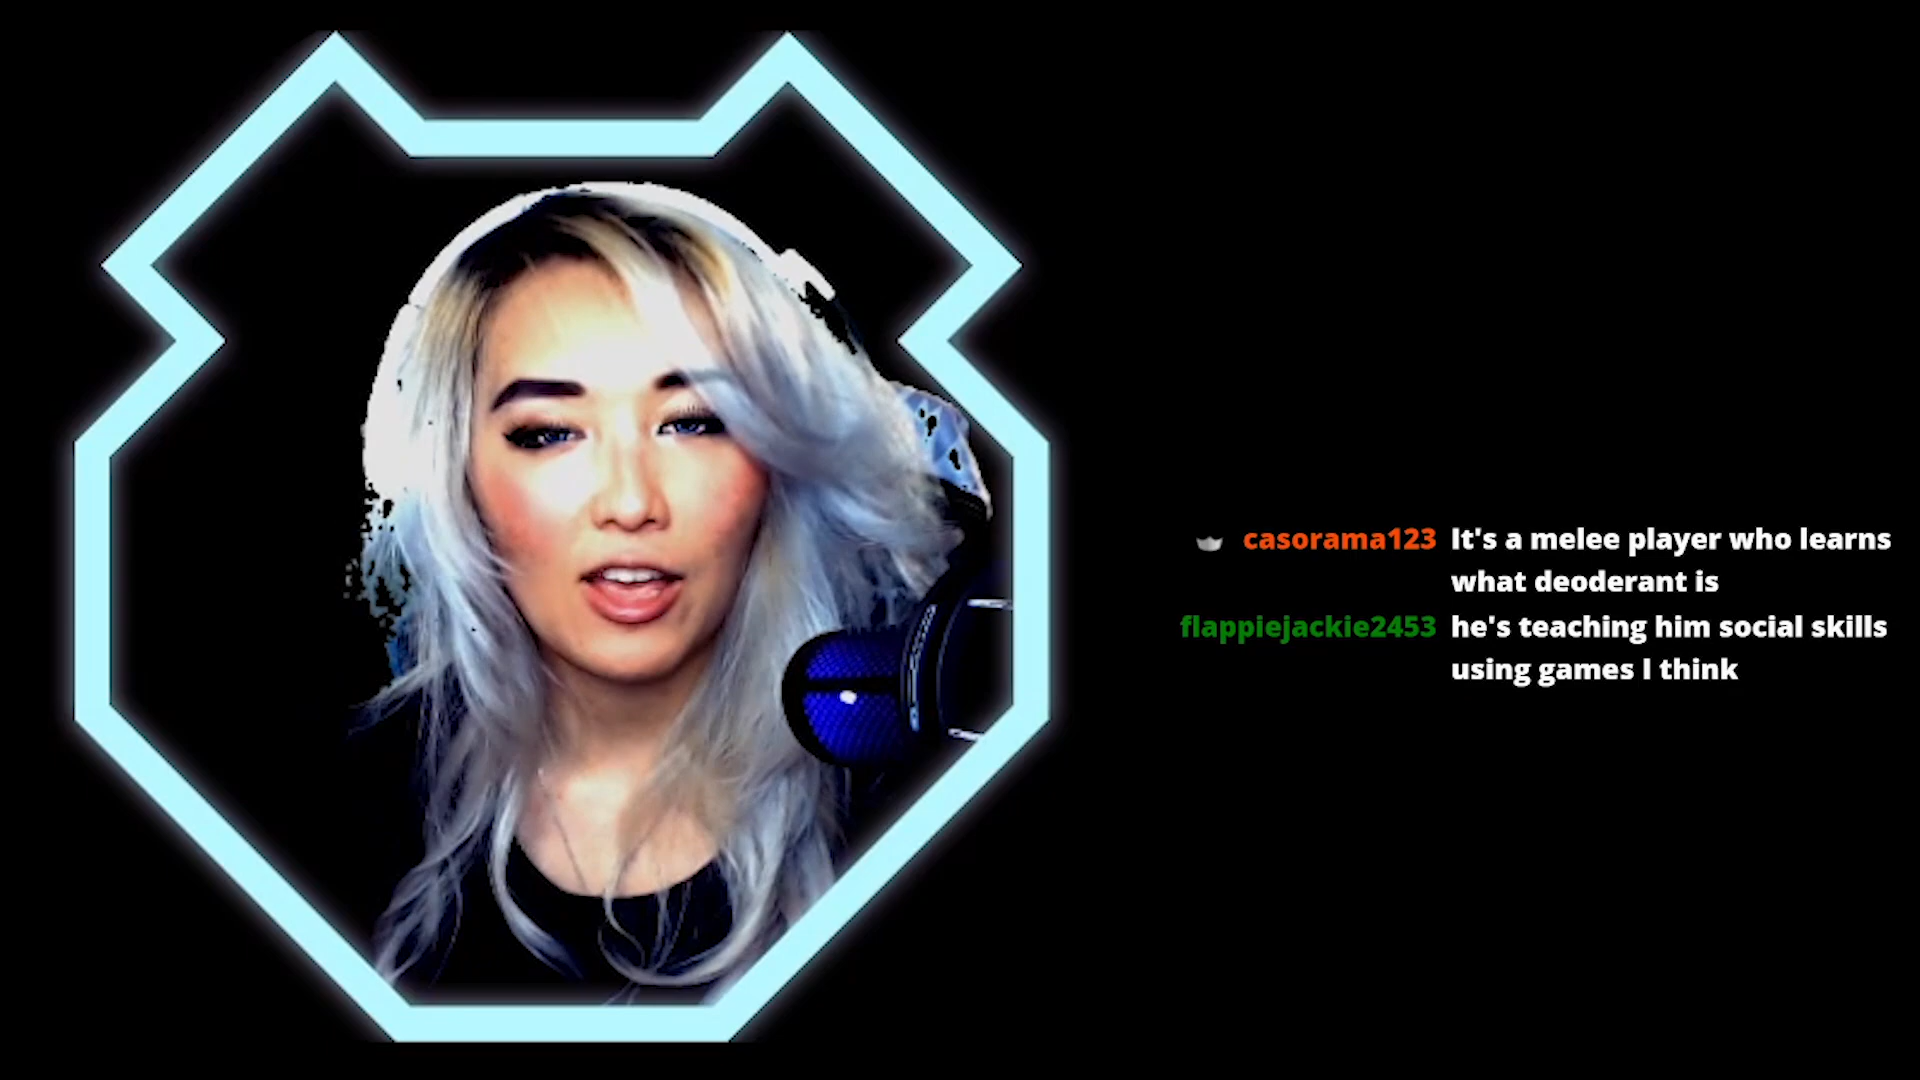 casorama123 It's a melee player who learns
what deoderant is
flappiejackie2453 he's teaching him social skills
using games I think